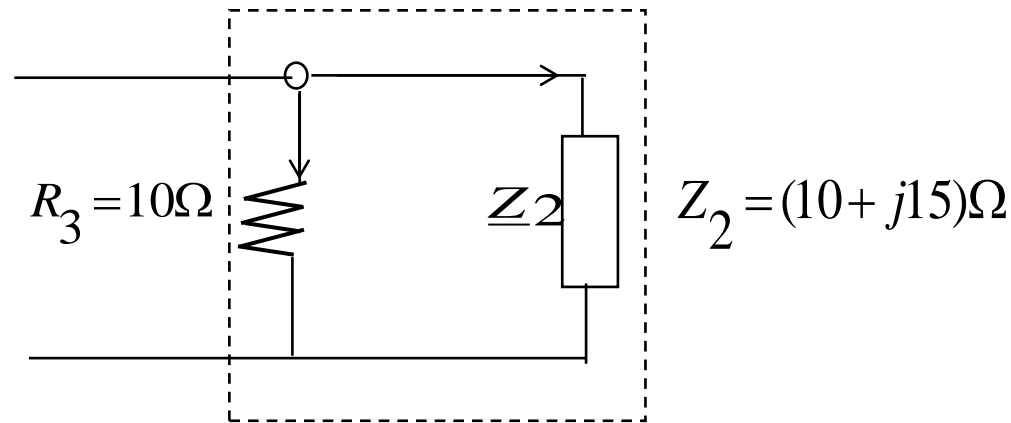 R₃ = 10Ω
Z2
Z₂ = (10 + j15)Ω